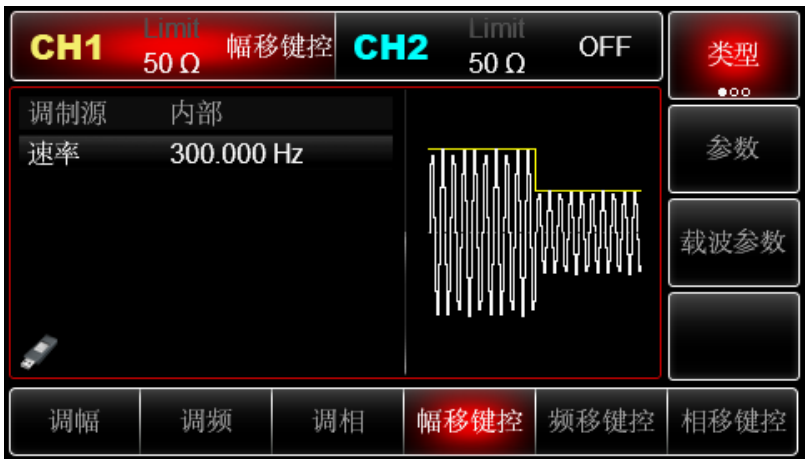 CH1 Limit 50 Ω 幅移键控 CH2 Limit 50 Ω OFF
类型
调制源 内部
速率 300.000 Hz
参数
载波参数
调幅 调频 调相 幅移键控 频移键控 相移键控